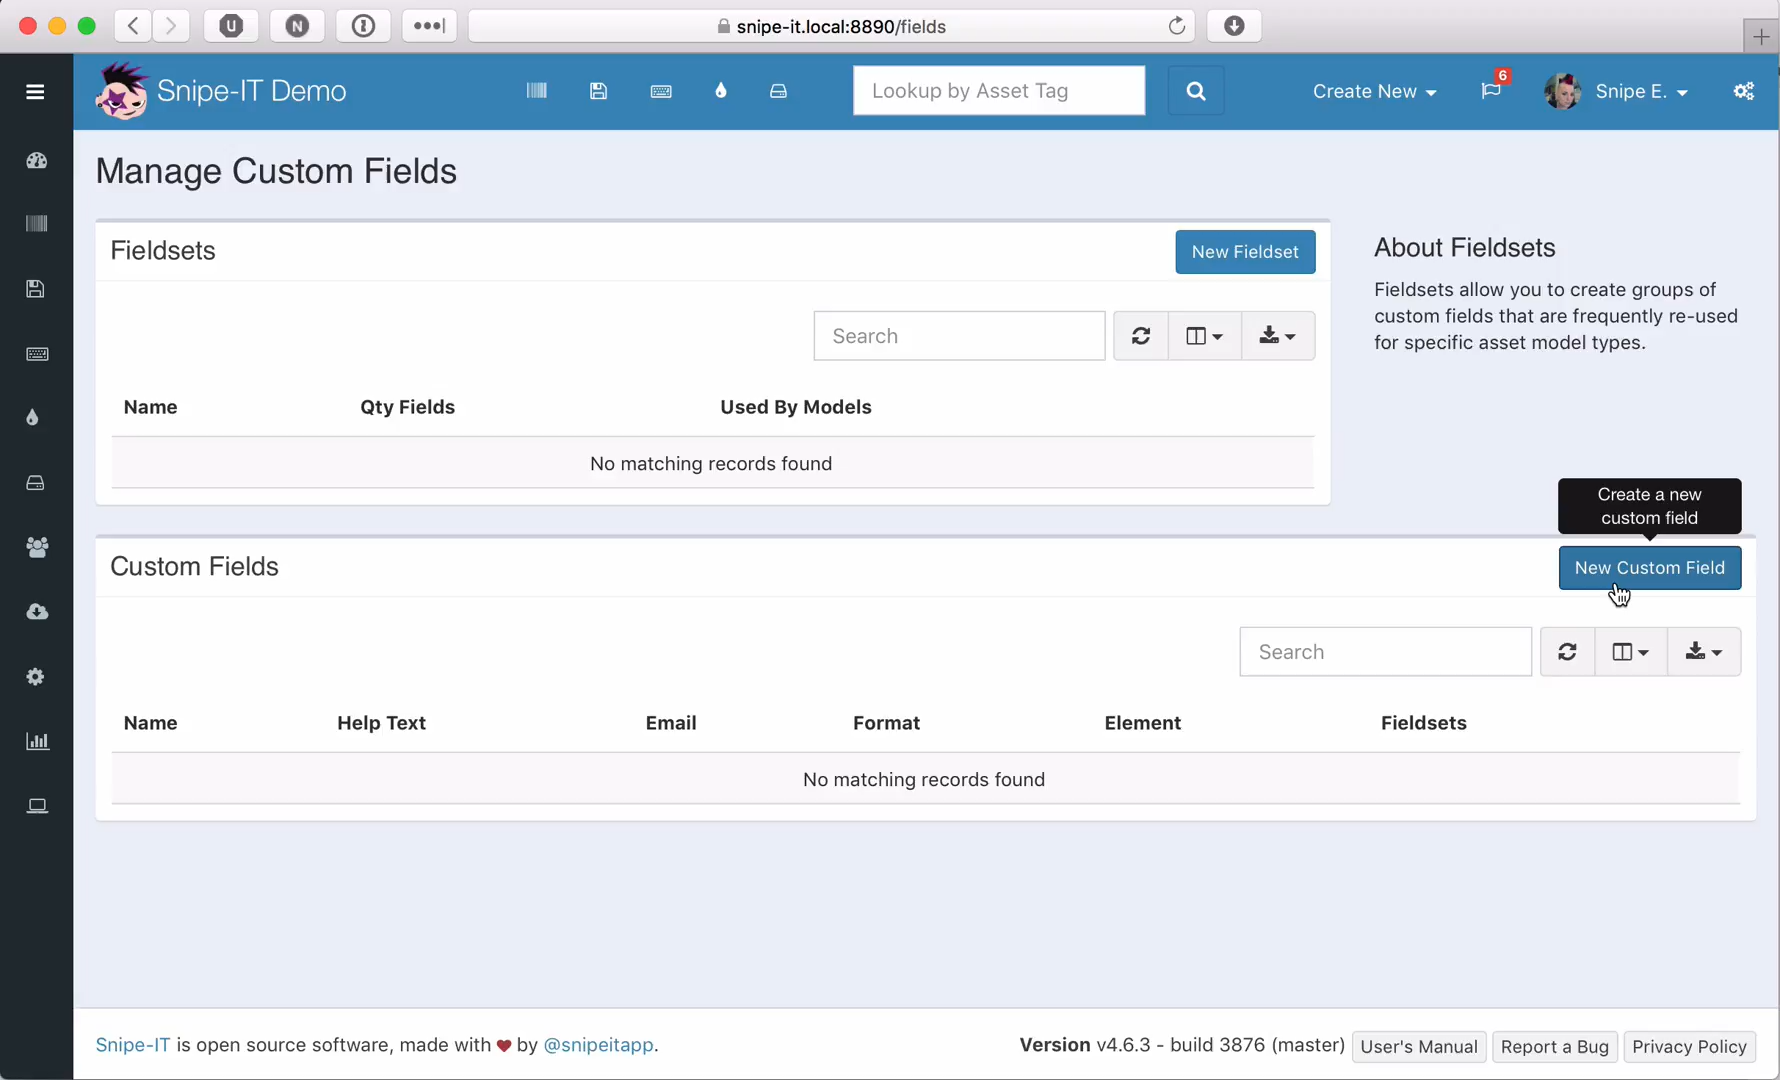 snipe-it.local:8890/fields
Snipe-IT Demo
Lookup by Asset Tag
Create New
6
Snipe E.
Manage Custom Fields
Fieldsets
New Fieldset
Search
Name Qty Fields Used By Models
No matching records found
About Fieldsets
Fieldsets allow you to create groups of
custom fields that are frequently re-used
for specific asset model types.
Create a new
custom field
Custom Fields
New Custom Field
Search
Name Help Text Email Format Element Fieldsets
No matching records found
Snipe-IT is open source software, made with ♥ by @snipeitapp.
Version v4.6.3 - build 3876 (master)
User's Manual
Report a Bug
Privacy Policy